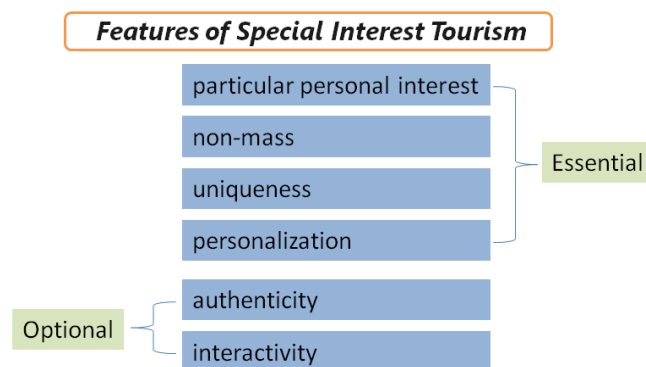 Features of Special Interest Tourism
particular personal interest
non-mass
uniqueness
personalization
Essential
authenticity
interactivity
Optional